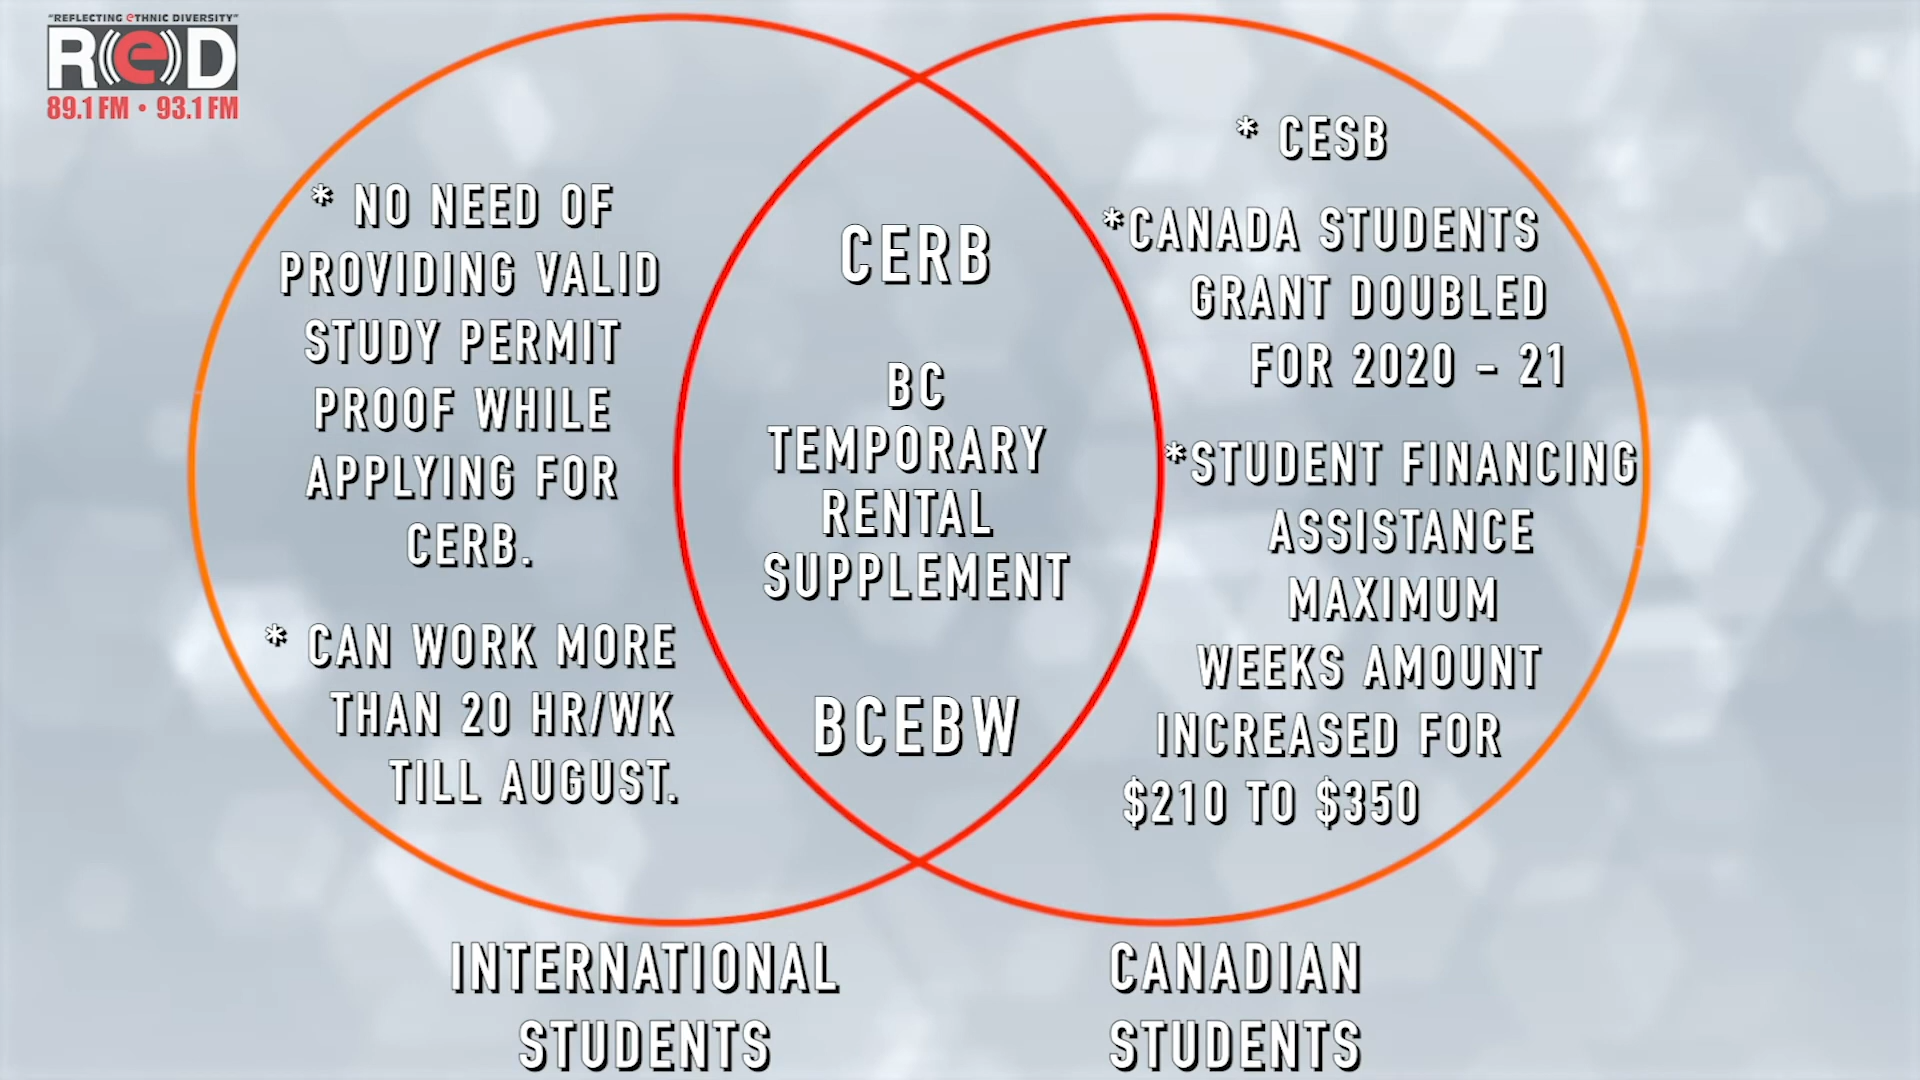 "REFLECTING eTHNIC DIVERSITY"
R((e))D
89.1 FM • 93.1 FM
* NO NEED OF
PROVIDING VALID
STUDY PERMIT
PROOF WHILE
APPLYING FOR
CERB.
* CAN WORK MORE
THAN 20 HR/WK
TILL AUGUST.
CERB
BC
TEMPORARY
RENTAL
SUPPLEMENT
BCEBW
* CESB
*CANADA STUDENTS
GRANT DOUBLED
FOR 2020 - 21
*STUDENT FINANCING
ASSISTANCE
MAXIMUM
WEEKS AMOUNT
INCREASED FOR
$210 TO $350
INTERNATIONAL
STUDENTS
CANADIAN
STUDENTS